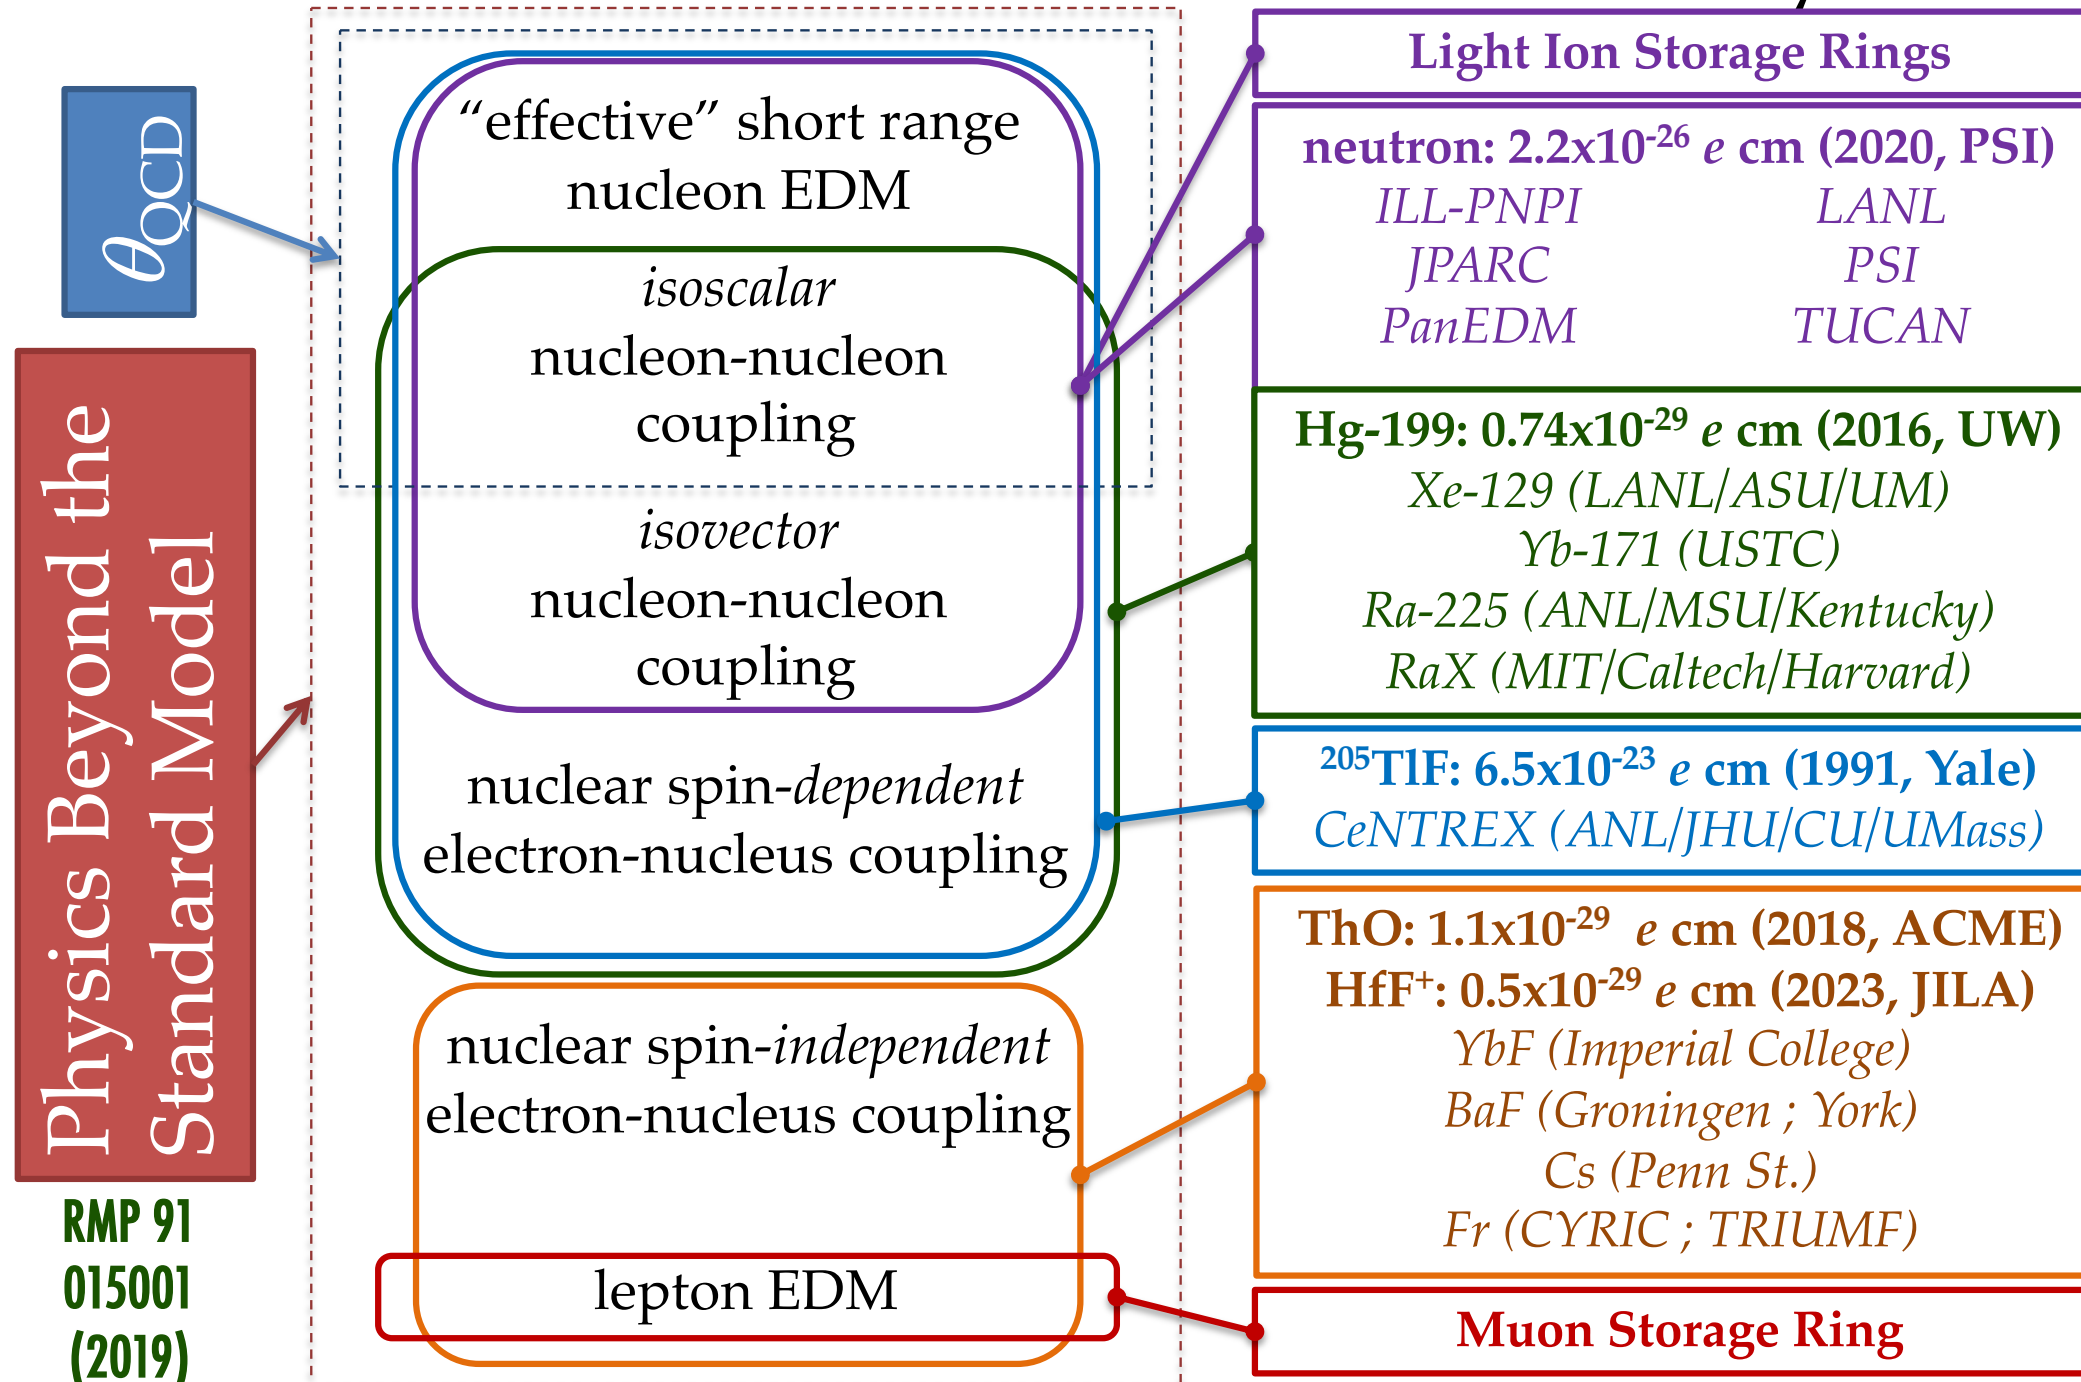 θQCD
Physics Beyond the
Standard Model
RMP 91
015001
(2019)
“effective” short range
nucleon EDM
isoscalar
nucleon-nucleon
coupling
isovector
nucleon-nucleon
coupling
nuclear spin-dependent
electron-nucleus coupling
nuclear spin-independent
electron-nucleus coupling
lepton EDM
Light Ion Storage Rings
neutron: 2.2x10⁻²⁶ e cm (2020, PSI)
ILL-PNPI LANL
JPARC PSI
PanEDM TUCAN
Hg-199: 0.74x10⁻²⁹ e cm (2016, UW)
Xe-129 (LANL/ASU/UM)
Yb-171 (USTC)
Ra-225 (ANL/MSU/Kentucky)
RaX (MIT/Caltech/Harvard)
²⁰⁵TlF: 6.5x10⁻²³ e cm (1991, Yale)
CeNTREX (ANL/JHU/CU/UMass)
ThO: 1.1x10⁻²⁹ e cm (2018, ACME)
HfF⁺: 0.5x10⁻²⁹ e cm (2023, JILA)
YbF (Imperial College)
BaF (Groningen ; York)
Cs (Penn St.)
Fr (CYRIC ; TRIUMF)
Muon Storage Ring